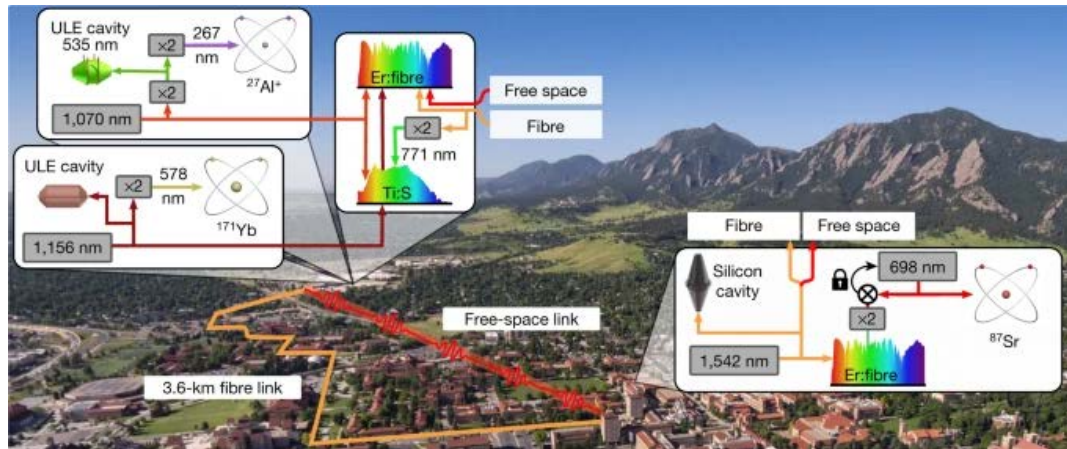 ULE cavity
535 nm
×2
267
nm
²⁷Al⁺
×2
1,070 nm
ULE cavity
×2
578
nm
¹⁷¹Yb
1,156 nm
Er:fibre
Free space
×2
Fibre
771 nm
Ti:S
Fibre
Free space
Silicon
cavity
698 nm
×2
⁸⁷Sr
1,542 nm
Er:fibre
Free-space link
3.6-km fibre link